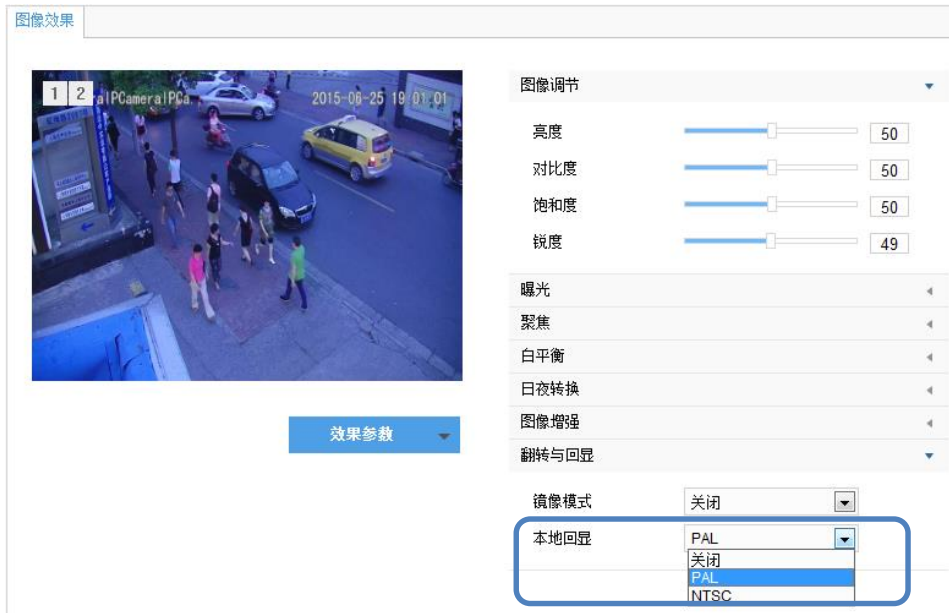 图像效果
1 2
alPCameralPCa. 2015-06-25 19:01:01
图像调节
亮度 50
对比度 50
饱和度 50
锐度 49
曝光
聚焦
白平衡
日夜转换
图像增强
效果参数
翻转与回显
镜像模式 关闭
本地回显 PAL
关闭
PAL
NTSC